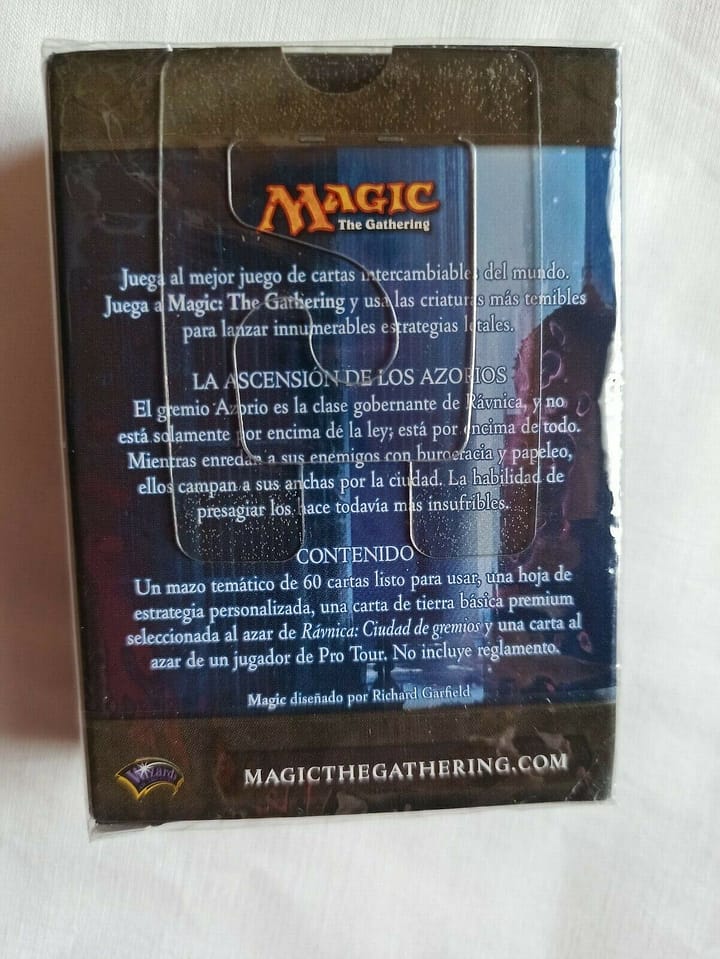 MAGIC
The Gathering
Juega al mejor juego de cartas intercambiables del mundo.
Juega a Magic: The Gathering y usa las criaturas más temibles
para lanzar innumerables estrategias letales.
LA ASCENSIÓN DE LOS AZORIOS
El gremio Azorio es la clase gobernante de Rávnica, y no
está solamente por encima de la ley; está por encima de todo.
Mientras enredan a sus enemigos con burocracia y papeleo,
ellos campan a sus anchas por la ciudad. La habilidad de
presagiar los hace todavía más insufribles.
CONTENIDO
Un mazo temático de 60 cartas listo para usar, una hoja de
estrategia personalizada, una carta de tierra básica premium
seleccionada al azar de Rávnica: Ciudad de gremios y una carta al
azar de un jugador de Pro Tour. No incluye reglamento.
Magic diseñado por Richard Garfield
Wizards
MAGICTHEGATHERING.COM